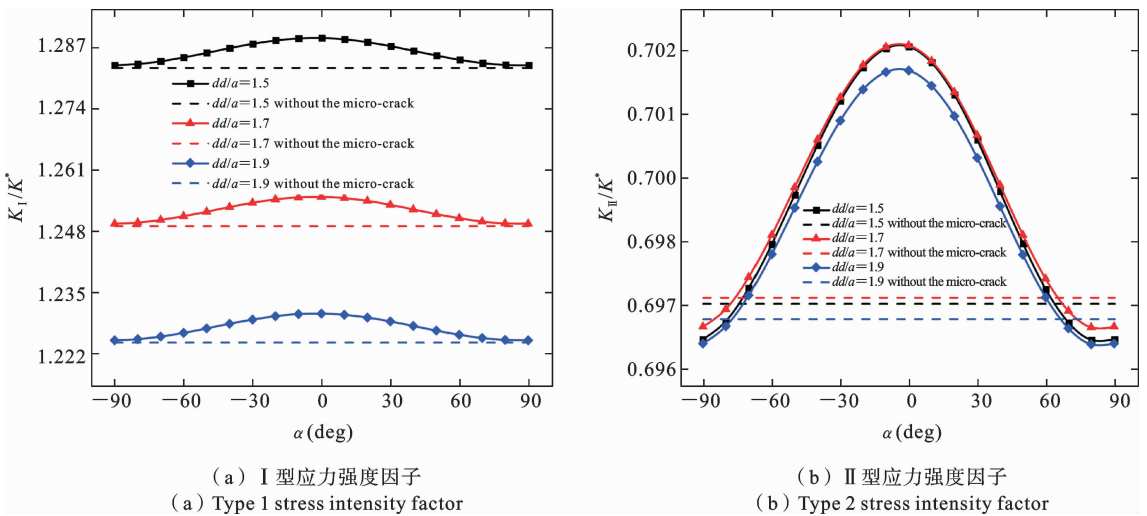 1.287
1.274
1.261
1.248
1.235
1.222
K_I/K*
dd/a=1.5
dd/a=1.5 without the micro-crack
dd/a=1.7
dd/a=1.7 without the micro-crack
dd/a=1.9
dd/a=1.9 without the micro-crack
−90 −60 −30 0 30 60 90
α(deg)
(a) Ⅰ型应力强度因子
(a) Type 1 stress intensity factor
0.702
0.701
0.700
0.698
0.697
0.696
K_Ⅱ/K*
dd/a=1.5
dd/a=1.5 without the micro-crack
dd/a=1.7
dd/a=1.7 without the micro-crack
dd/a=1.9
dd/a=1.9 without the micro-crack
−90 −60 −30 0 30 60 90
α(deg)
(b) Ⅱ型应力强度因子
(b) Type 2 stress intensity factor